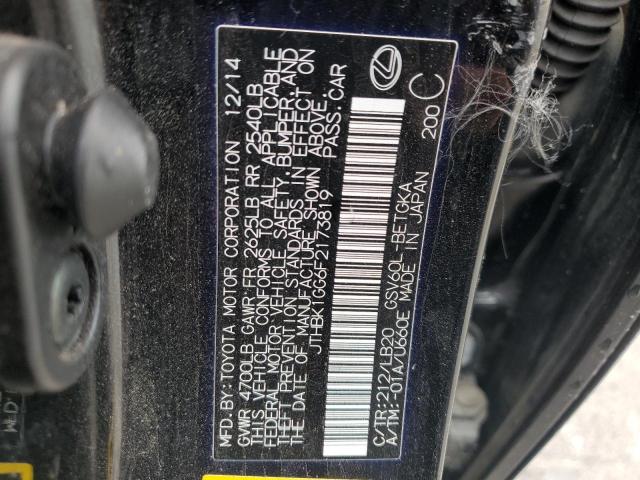 MFD.BY:TOYOTA MOTOR CORPORATION 12/14
GVWR 4700LB GAWR:FR 2625LB RR 2540LB
THIS VEHICLE CONFORMS TO ALL APPLICABLE
FEDERAL MOTOR VEHICLE SAFETY,BUMPER,AND
THEFT PREVENTION STANDARDS IN EFFECT ON
THE DATE OF MANUFACTURE SHOWN ABOVE.
JTHBK1GG6F2173819 PASS.CAR
C/TR:212/LB20 GSV60L-BETGKA
A/TM:-01A/U660E MADE IN JAPAN
200 C